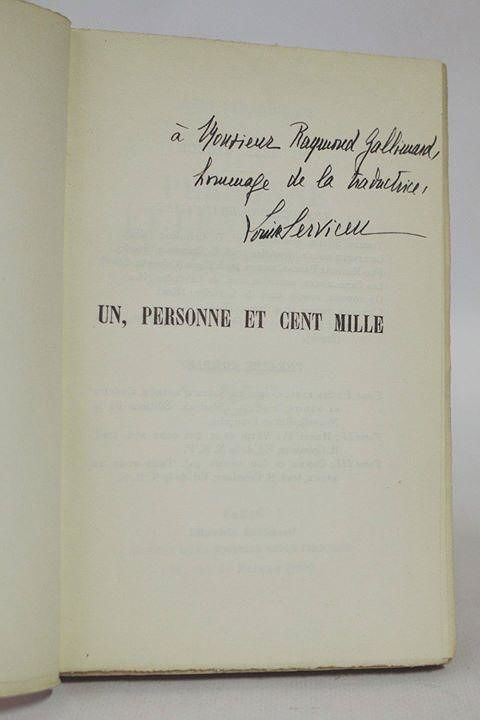 à Monsieur Raymond Gallimard,
hommage de la traductrice,
Louise Servicen
UN, PERSONNE ET CENT MILLE